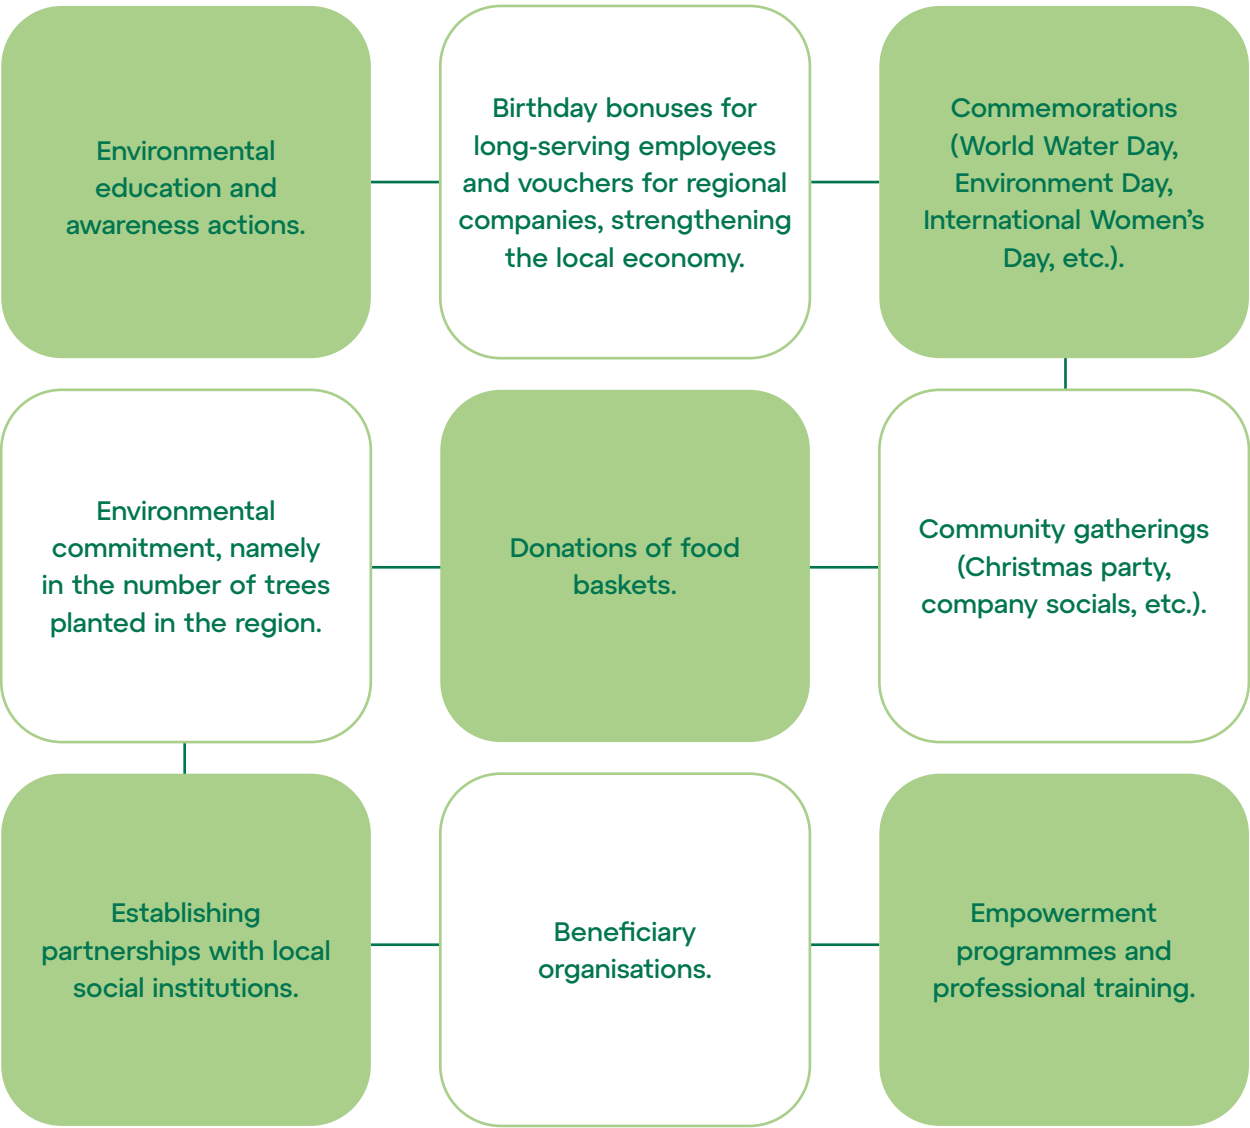 Environmental
education and
awareness actions.
Birthday bonuses for
long-serving employees
and vouchers for regional
companies, strengthening
the local economy.
Commemorations
(World Water Day,
Environment Day,
International Women’s
Day, etc.).
Environmental
commitment, namely
in the number of trees
planted in the region.
Donations of food
baskets.
Community gatherings
(Christmas party,
company socials, etc.).
Establishing
partnerships with local
social institutions.
Beneficiary
organisations.
Empowerment
programmes and
professional training.